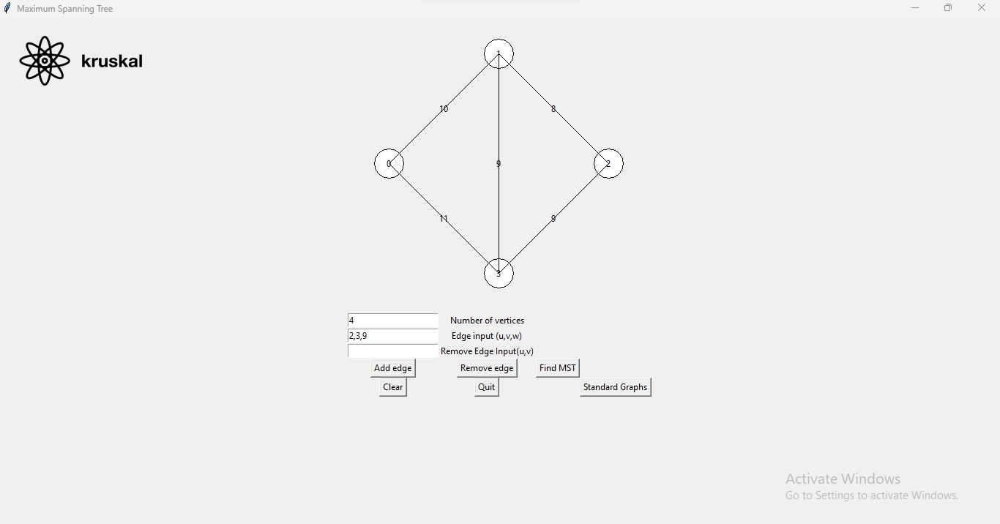 Maximum Spanning Tree
kruskal
1
10
8
0
9
2
11
9
3
4
Number of vertices
2,3,9
Edge input (u,v,w)
Remove Edge Input(u,v)
Add edge
Remove edge
Find MST
Clear
Quit
Standard Graphs
Activate Windows
Go to Settings to activate Windows.